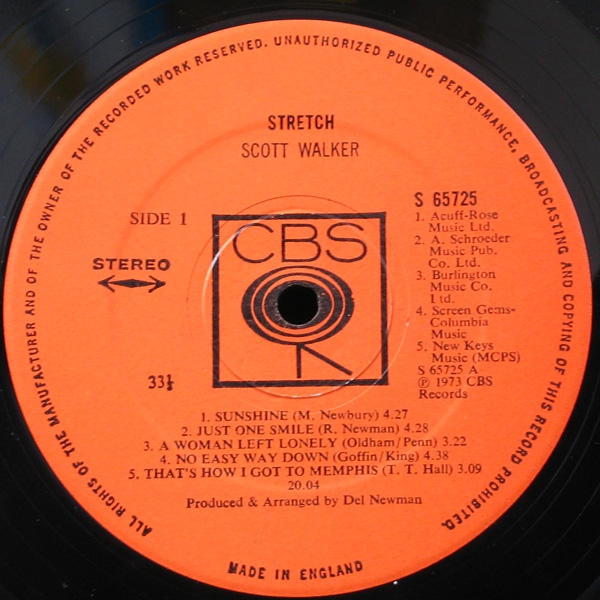 ALL RIGHTS OF THE MANUFACTURER AND OF THE OWNER OF THE RECORDED WORK RESERVED. UNAUTHORIZED PUBLIC PERFORMANCE, BROADCASTING AND COPYING OF THIS RECORD PROHIBITED.
STRETCH
SCOTT WALKER
SIDE 1
STEREO
33⅓
CBS
S 65725
1. Acuff-Rose
Music Ltd.
2. A. Schroeder
Music Pub.
Co. Ltd.
3. Burlington
Music Co.
Ltd.
4. Screen Gems-
Columbia
Music
5. New Keys
Music (MCPS)
S 65725 A
℗ 1973 CBS
Records
1. SUNSHINE (M. Newbury) 4.27
2. JUST ONE SMILE (R. Newman) 4.28
3. A WOMAN LEFT LONELY (Oldham/Penn) 3.22
4. NO EASY WAY DOWN (Goffin/King) 4.38
5. THAT'S HOW I GOT TO MEMPHIS (T. T. Hall) 3.09
20.04
Produced & Arranged by Del Newman
MADE IN ENGLAND